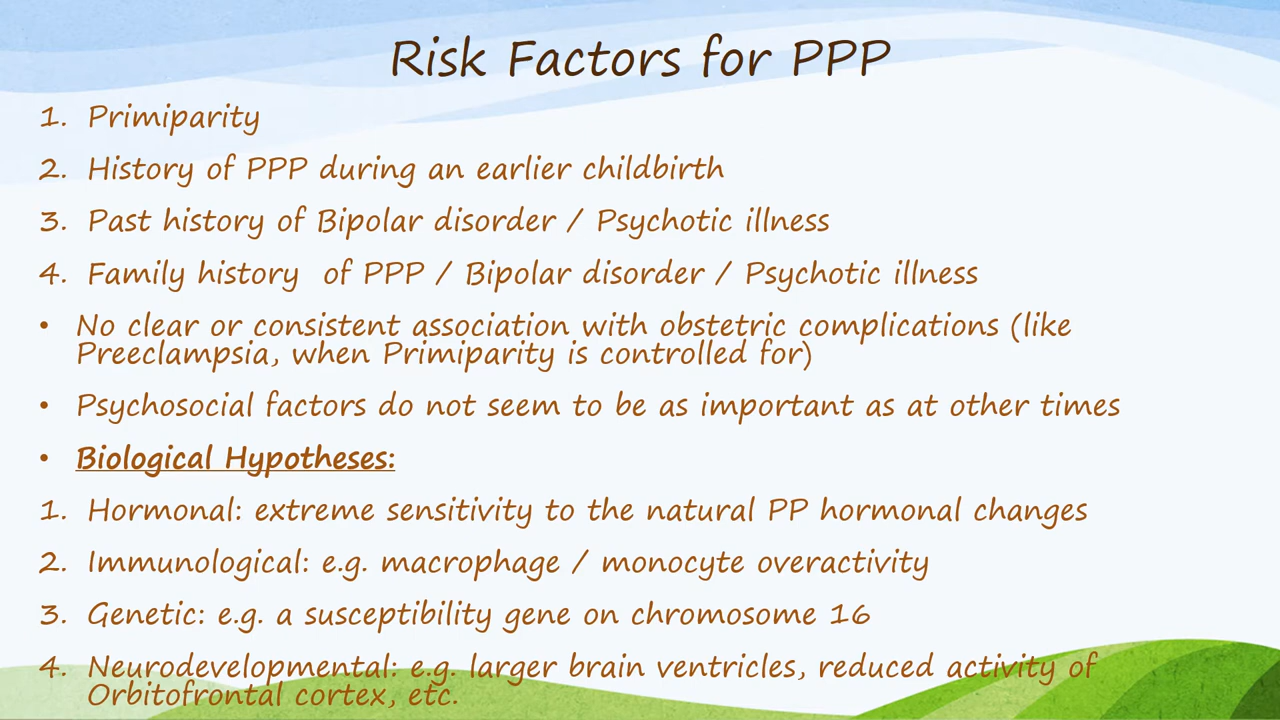 Risk Factors for PPP
1. Primiparity
2. History of PPP during an earlier childbirth
3. Past history of Bipolar disorder / Psychotic illness
4. Family history  of PPP / Bipolar disorder / Psychotic illness
• No clear or consistent association with obstetric complications (like
Preeclampsia, when Primiparity is controlled for)
• Psychosocial factors do not seem to be as important as at other times
• Biological Hypotheses:
1. Hormonal: extreme sensitivity to the natural PP hormonal changes
2. Immunological: e.g. macrophage / monocyte overactivity
3. Genetic: e.g. a susceptibility gene on chromosome 16
4. Neurodevelopmental: e.g. larger brain ventricles, reduced activity of
Orbitofrontal cortex, etc.